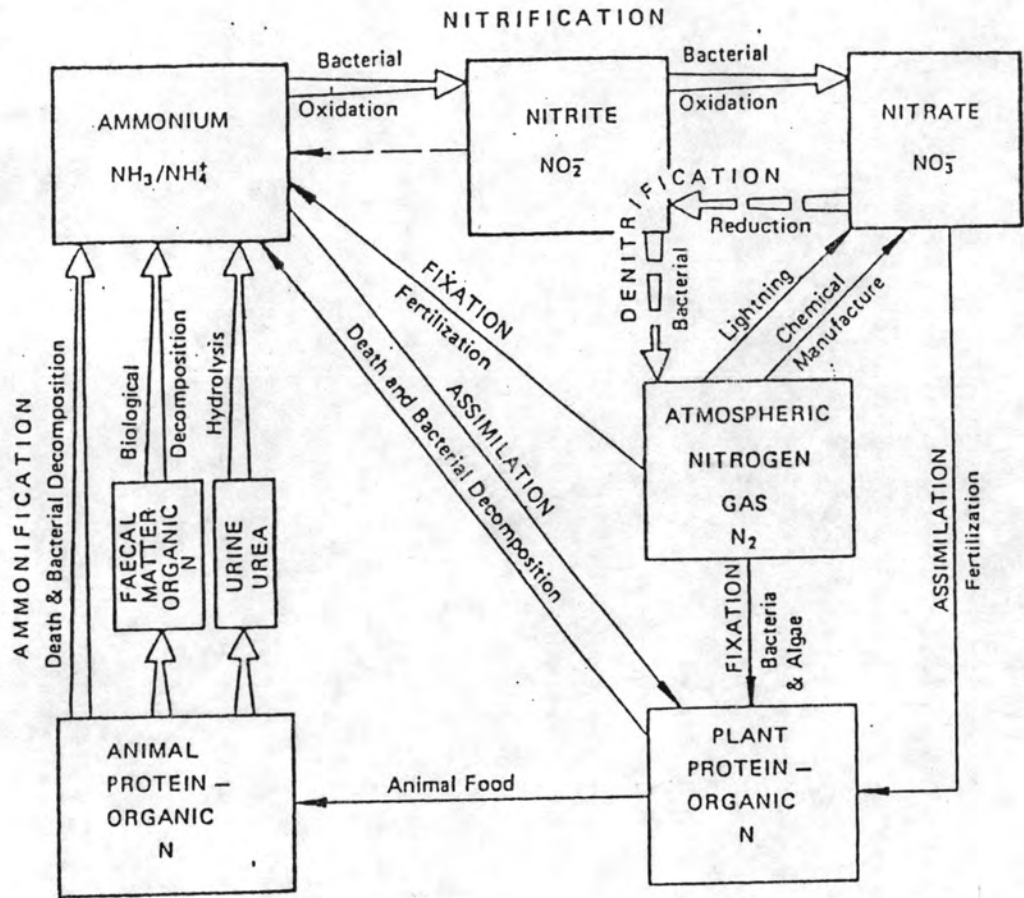 NITRIFICATION
Bacterial
Oxidation
Bacterial
Oxidation
AMMONIUM
NH₃/NH₄⁺
NITRITE
NO₂⁻
NITRATE
NO₃⁻
DENITRIFICATION
Reduction
Bacterial
FIXATION
Fertilization
Lightning
Chemical
Manufacture
ASSIMILATION
Death and Bacterial Decomposition
ATMOSPHERIC
NITROGEN
GAS
N₂
ASSIMILATION
Fertilization
AMMONIFICATION
Death & Bacterial Decomposition
Biological
Decomposition
Hydrolysis
FAECAL
MATTER
ORGANIC
N
URINE
UREA
FIXATION
Bacteria
& Algae
ANIMAL
PROTEIN —
ORGANIC
N
Animal Food
PLANT
PROTEIN —
ORGANIC
N